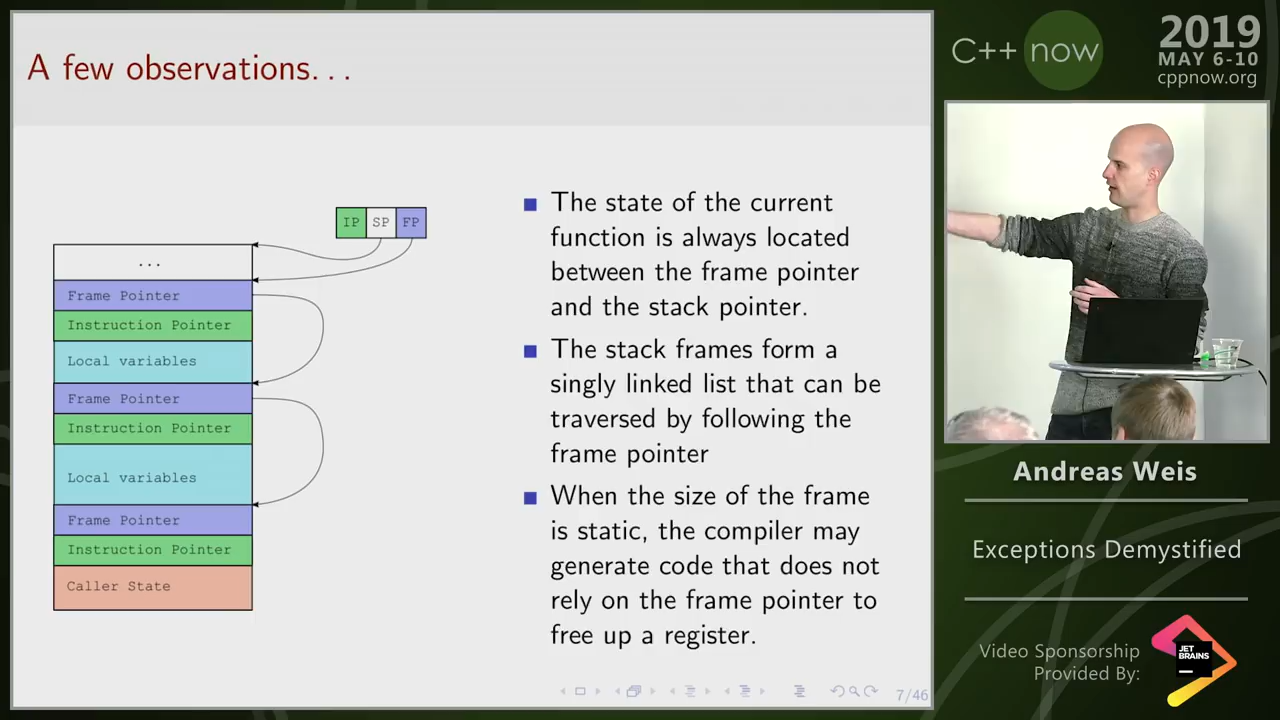 A few observations...
IP SP FP
...
Frame Pointer
Instruction Pointer
Local variables
Frame Pointer
Instruction Pointer
Local variables
Frame Pointer
Instruction Pointer
Caller State
The state of the current
function is always located
between the frame pointer
and the stack pointer.
The stack frames form a
singly linked list that can be
traversed by following the
frame pointer
When the size of the frame
is static, the compiler may
generate code that does not
rely on the frame pointer to
free up a register.
7/46
C++ now
2019
MAY 6-10
cppnow.org
Andreas Weis
Exceptions Demystified
Video Sponsorship
Provided By:
JET
BRAINS